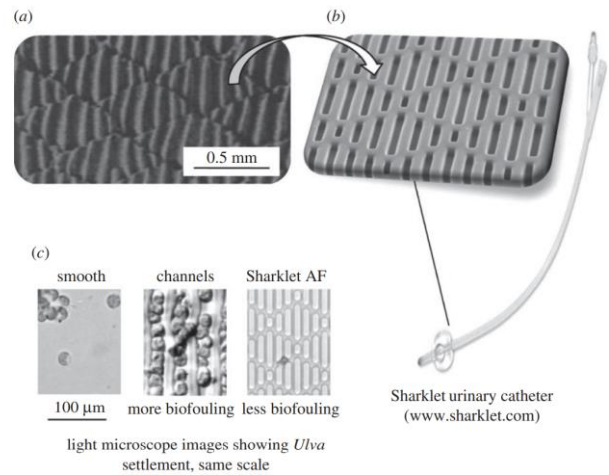 (a)
(b)
0.5 mm
(c)
smooth
channels
Sharklet AF
100 µm
more biofouling
less biofouling
light microscope images showing Ulva
settlement, same scale
Sharklet urinary catheter
(www.sharklet.com)